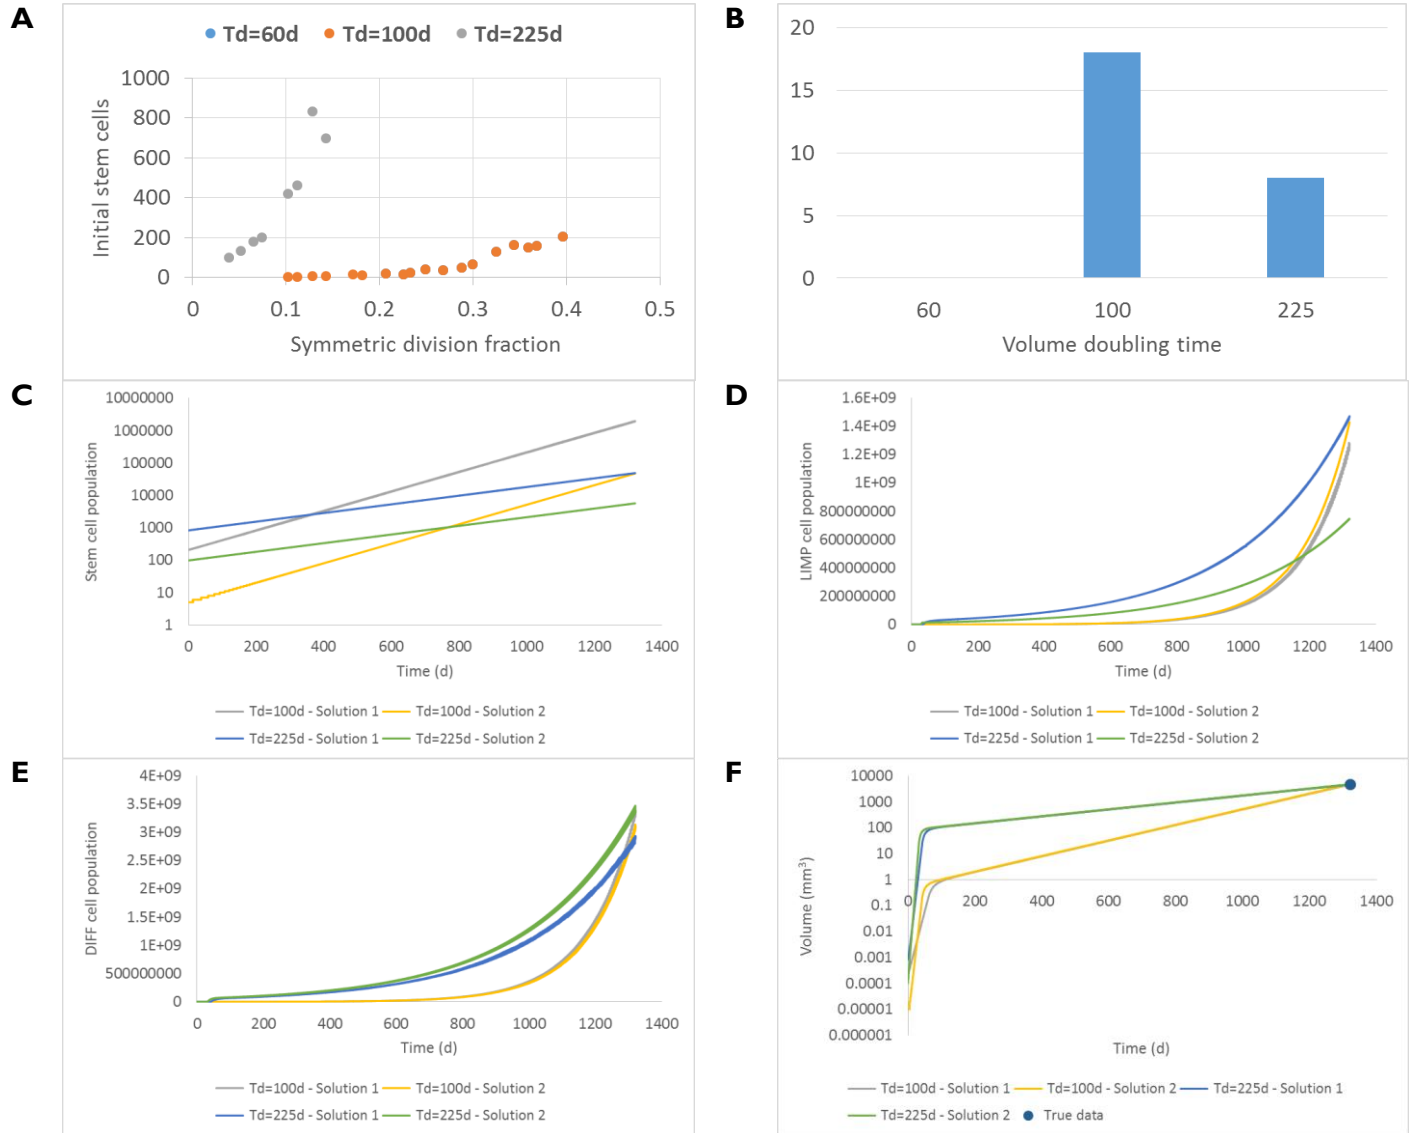 A
Td=60d Td=100d Td=225d
1000
800
600
400
200
0
Initial stem cells
0 0.1 0.2 0.3 0.4 0.5
Symmetric division fraction
B
20
15
10
5
0
60 100 225
Volume doubling time
C
10000000
1000000
100000
10000
1000
100
10
1
Stem cell population
0 200 400 600 800 1000 1200 1400
Time (d)
Td=100d - Solution 1 Td=100d - Solution 2
Td=225d - Solution 1 Td=225d - Solution 2
D
1.6E+09
1.4E+09
1.2E+09
1E+09
800000000
600000000
400000000
200000000
0
LIMP cell population
0 200 400 600 800 1000 1200 1400
Time (d)
Td=100d - Solution 1 Td=100d - Solution 2
Td=225d - Solution 1 Td=225d - Solution 2
E
4E+09
3.5E+09
3E+09
2.5E+09
2E+09
1.5E+09
1E+09
500000000
0
DIFF cell population
0 200 400 600 800 1000 1200 1400
Time (d)
Td=100d - Solution 1 Td=100d - Solution 2
Td=225d - Solution 1 Td=225d - Solution 2
F
10000
1000
100
10
1
0.1
0.01
0.001
0.0001
0.00001
0.000001
Volume (mm³)
0 200 400 600 800 1000 1200 1400
Time (d)
Td=100d - Solution 1 Td=100d - Solution 2 Td=225d - Solution 1
Td=225d - Solution 2 True data